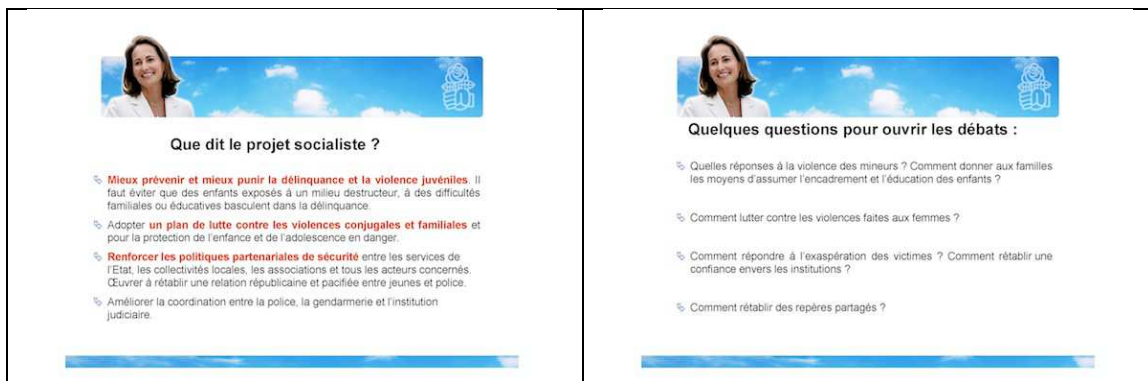 Que dit le projet socialiste ?
Mieux prévenir et mieux punir la délinquance et la violence juvéniles. Il
faut éviter que des enfants exposés à un milieu destructeur, à des difficultés
familiales ou éducatives basculent dans la délinquance.
Adopter un plan de lutte contre les violences conjugales et familiales et
pour la protection de l'enfance et de l'adolescence en danger.
Renforcer les politiques partenariales de sécurité entre les services de
l'Etat, les collectivités locales, les associations et tous les acteurs concernés.
Œuvrer à rétablir une relation républicaine et pacifiée entre jeunes et police.
Améliorer la coordination entre la police, la gendarmerie et l'institution
judiciaire.
Quelques questions pour ouvrir les débats :
Quelles réponses à la violence des mineurs ? Comment donner aux familles
les moyens d'assumer l'encadrement et l'éducation des enfants ?
Comment lutter contre les violences faites aux femmes ?
Comment répondre à l'exaspération des victimes ? Comment rétablir une
confiance envers les institutions ?
Comment rétablir des repères partagés ?